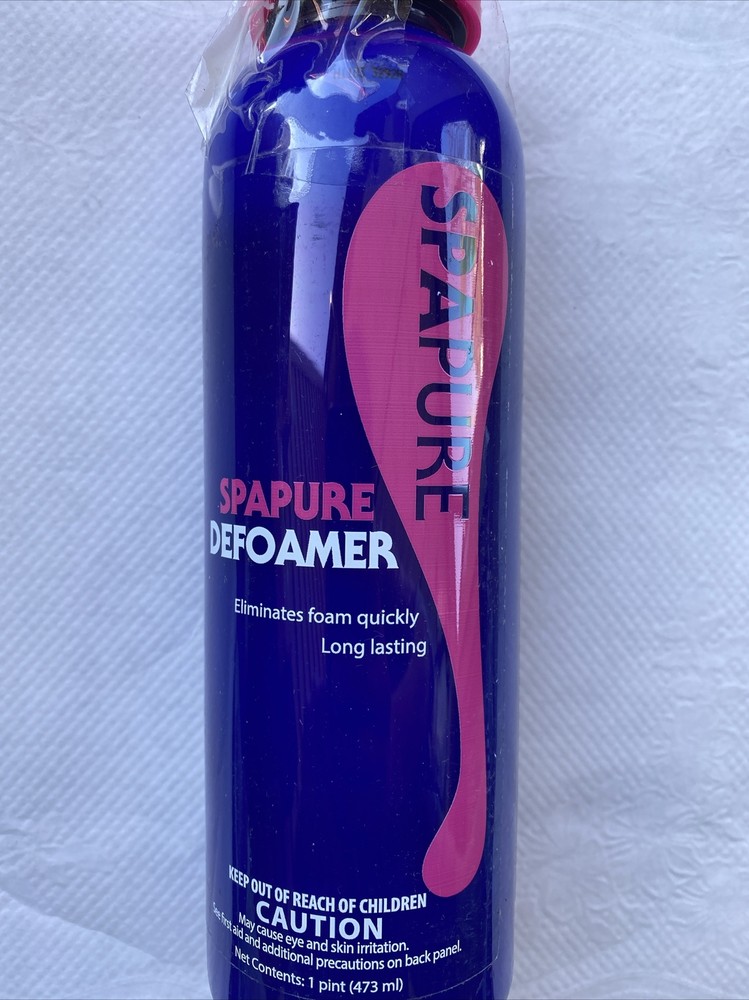 SPAPURE
SPAPURE
DEFOAMER
Eliminates foam quickly
Long lasting
KEEP OUT OF REACH OF CHILDREN
CAUTION
May cause eye and skin irritation.
See first aid and additional precautions on back panel.
Net Contents: 1 pint (473 ml)